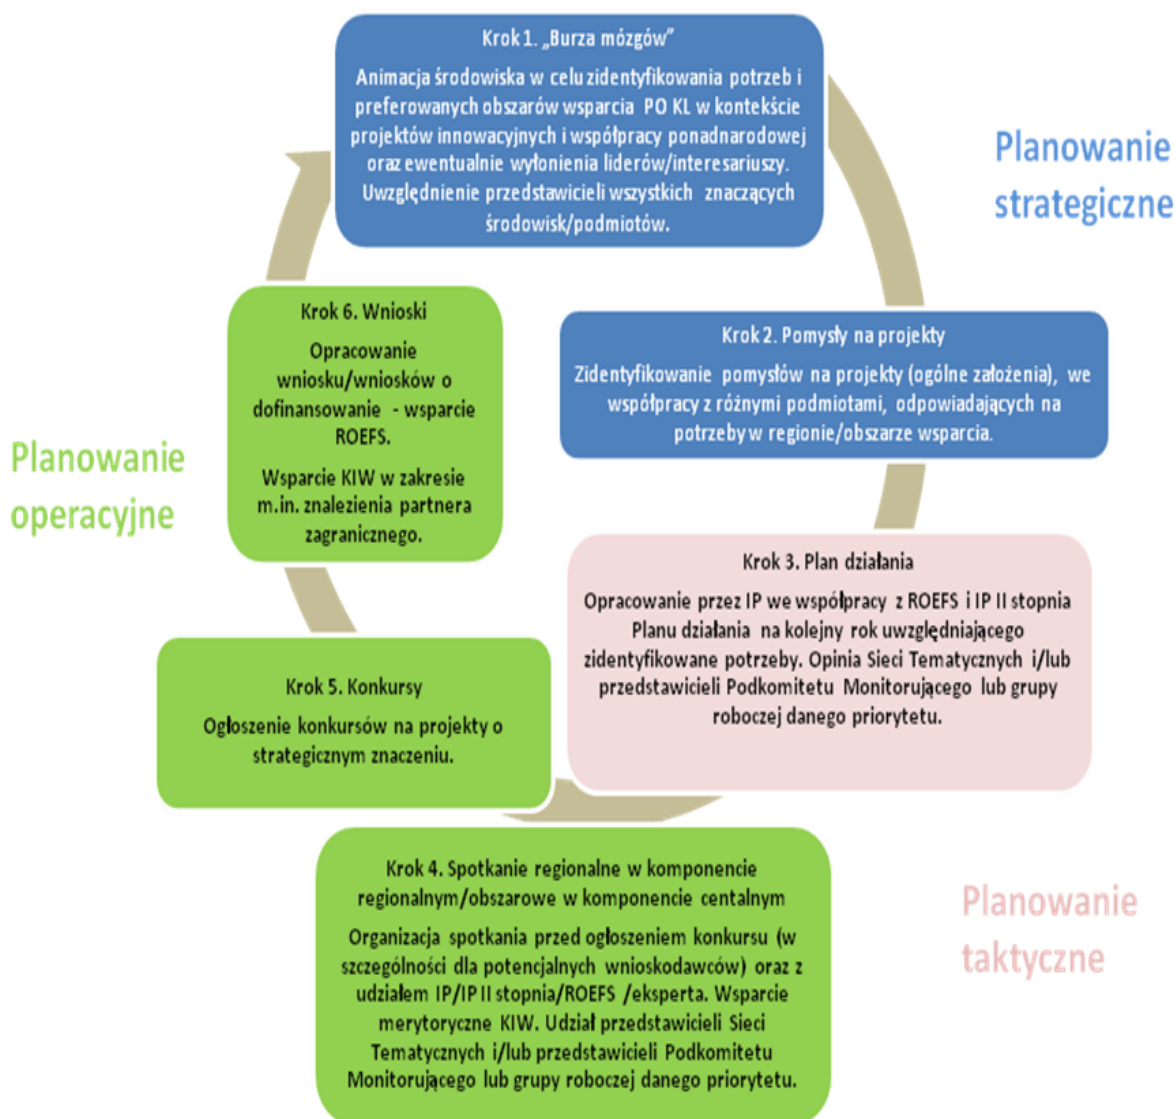 Krok 1. „Burza mózgów”
Animacja środowiska w celu zidentyfikowania potrzeb i
preferowanych obszarów wsparcia PO KL w kontekście
projektów innowacyjnych i współpracy ponadnarodowej
oraz ewentualnie wyłonienia liderów/interesariuszy.
Uwzględnienie przedstawicieli wszystkich znaczących
środowisk/podmiotów.
Planowanie
strategiczne
Krok 2. Pomysły na projekty
Zidentyfikowanie pomysłów na projekty (ogólne założenia), we
współpracy z różnymi podmiotami, odpowiadających na
potrzeby w regionie/obszarze wsparcia.
Krok 3. Plan działania
Opracowanie przez IP we współpracy z ROEFS i IP II stopnia
Planu działania na kolejny rok uwzględniającego
zidentyfikowane potrzeby. Opinia Sieci Tematycznych i/lub
przedstawicieli Podkomitetu Monitorującego lub grupy
roboczej danego priorytetu.
Planowanie
taktyczne
Krok 4. Spotkanie regionalne w komponencie
regionalnym/obszarowe w komponencie centalnym
Organizacja spotkania przed ogłoszeniem konkursu (w
szczególności dla potencjalnych wnioskodawców) oraz z
udziałem IP/IP II stopnia/ROEFS /eksperta. Wsparcie
merytoryczne KIW. Udział przedstawicieli Sieci
Tematycznych i/lub przedstawicieli Podkomitetu
Monitorującego lub grupy roboczej danego priorytetu.
Krok 5. Konkursy
Ogłoszenie konkursów na projekty o
strategicznym znaczeniu.
Krok 6. Wnioski
Opracowanie
wniosku/wniosków o
dofinansowanie - wsparcie
ROEFS.
Wsparcie KIW w zakresie
m.in. znalezienia partnera
zagranicznego.
Planowanie
operacyjne